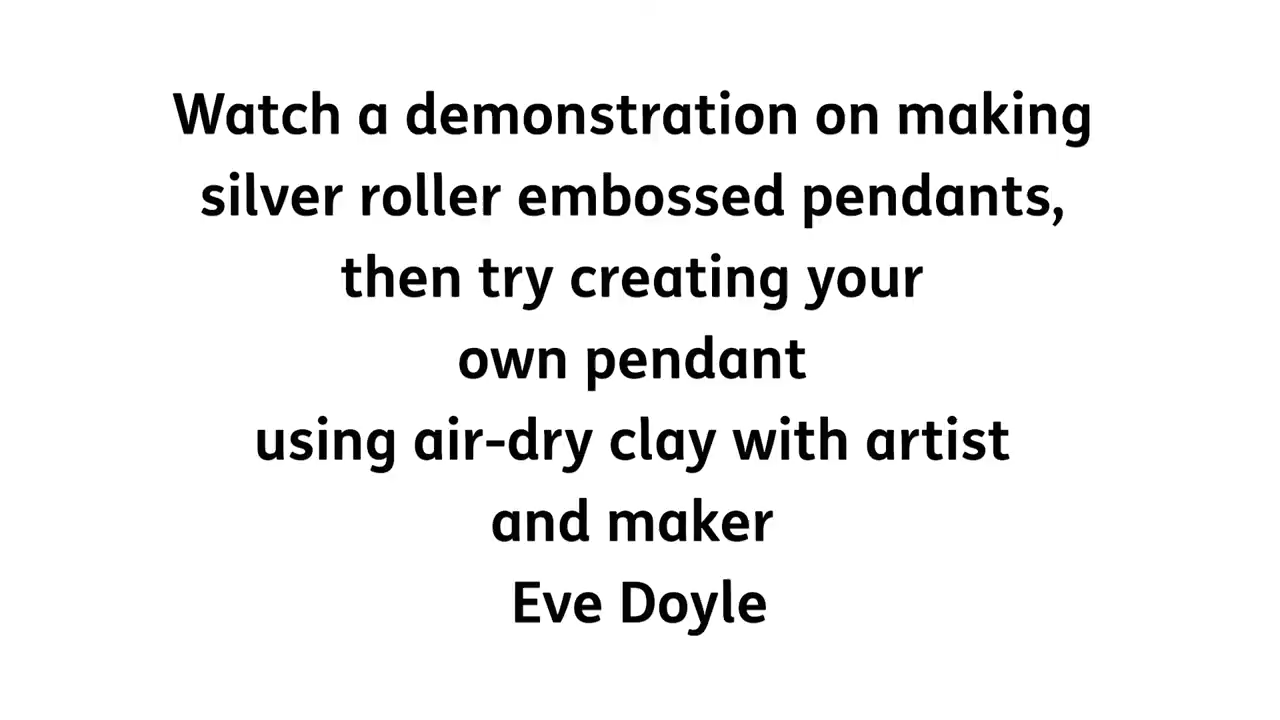 Watch a demonstration on making
silver roller embossed pendants,
then try creating your
own pendant
using air-dry clay with artist
and maker
Eve Doyle